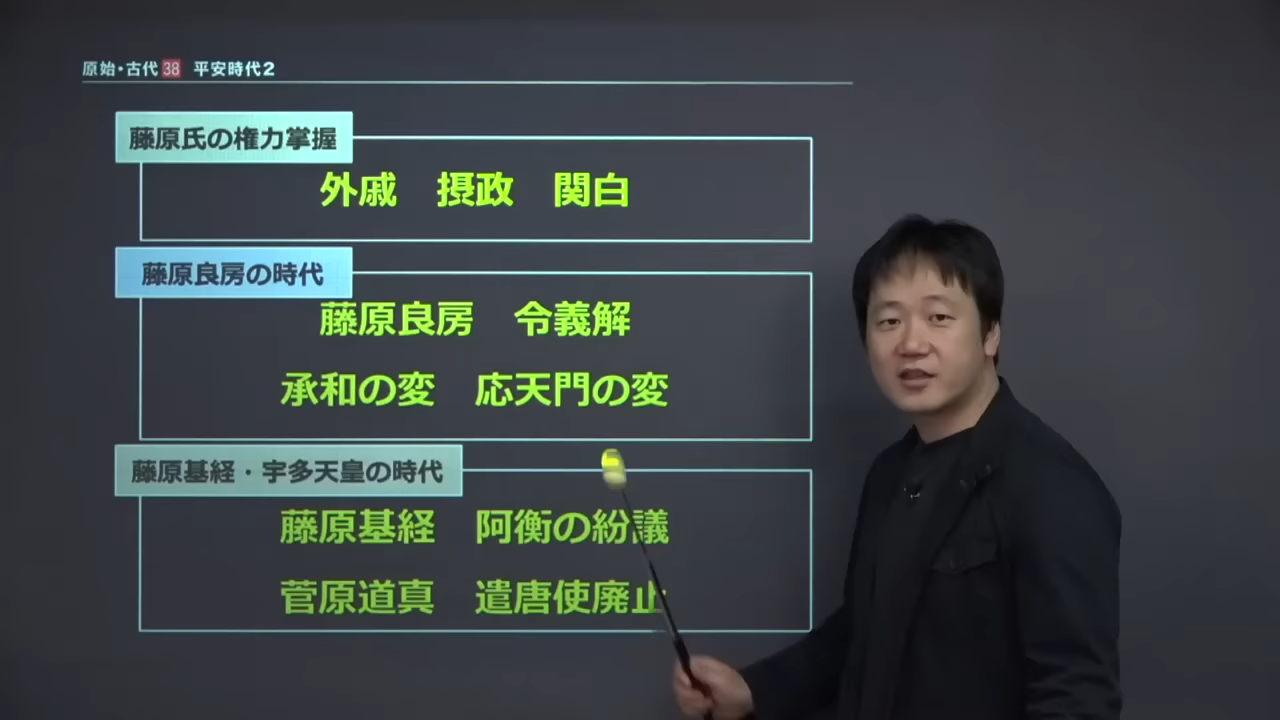 原始・古代38 平安時代2
藤原氏の権力掌握
外戚 摂政 関白
藤原良房の時代
藤原良房 令義解
承和の変 応天門の変
藤原基経・宇多天皇の時代
藤原基経 阿衡の紛議
菅原道真 遣唐使廃止